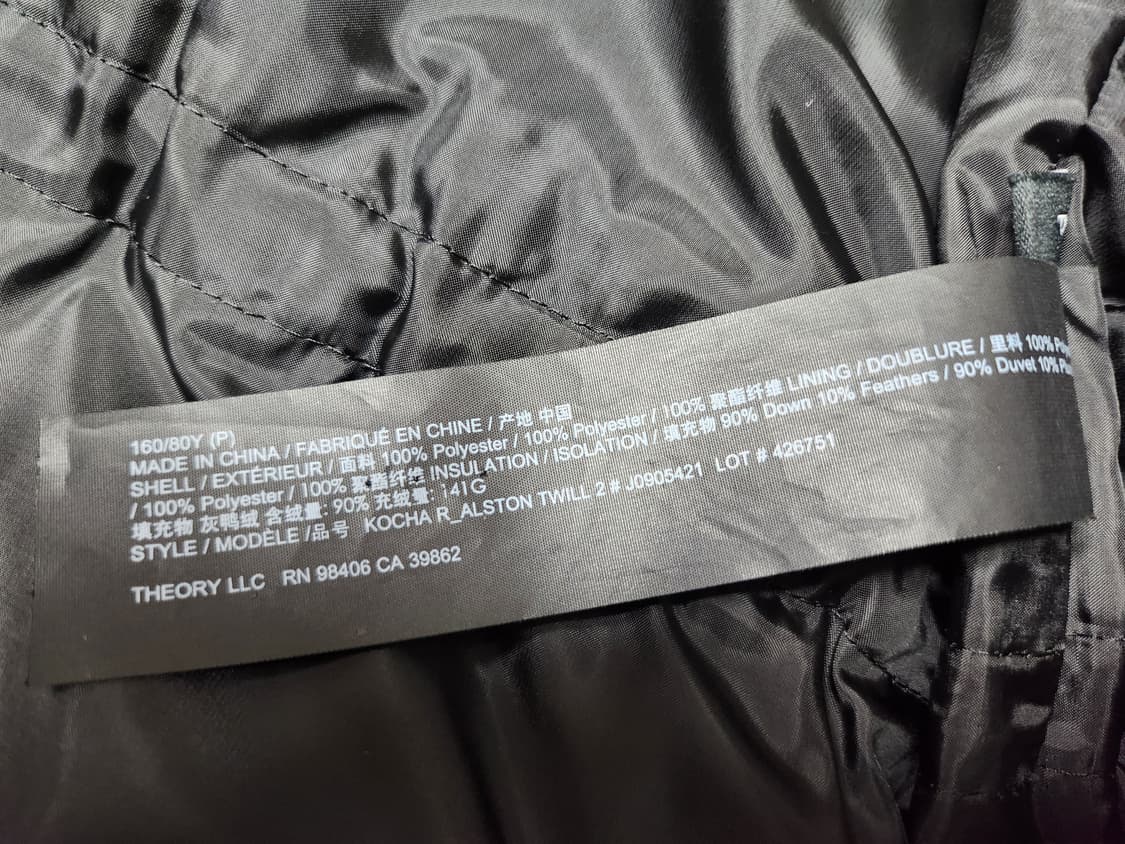 160/80Y (P)
MADE IN CHINA / FABRIQUÉ EN CHINE / 产地 中国
SHELL / EXTÉRIEUR / 面料 100% Polyester / 100% Polyester / 100% 聚酯纤维 LINING / DOUBLURE / 里料 100%
/ 100% Polyester / 100% 聚酯纤维 INSULATION / ISOLATION / 填充物 90% Down 10% Feathers / 90% Duvet 10%
填充物 灰鸭绒 含绒量: 90% 充绒量: 141G
STYLE / MODÈLE /品号 KOCHA R_ALSTON TWILL 2 # J0905421 LOT # 426751
THEORY LLC RN 98406 CA 39862